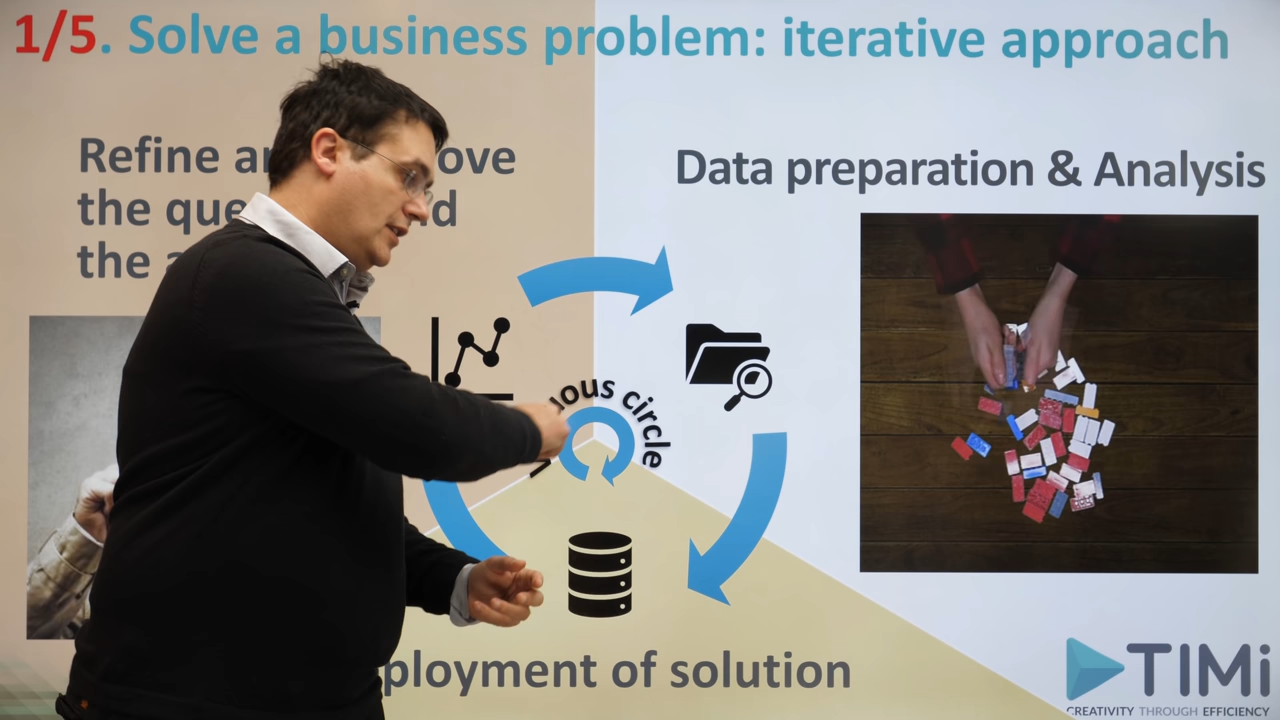 1/5. Solve a business problem: iterative approach
Refine ove
the d
the
Data preparation & Analysis
ous circle
ployment of solution
TIMi
CREATIVITY THROUGH EFFICIENCY